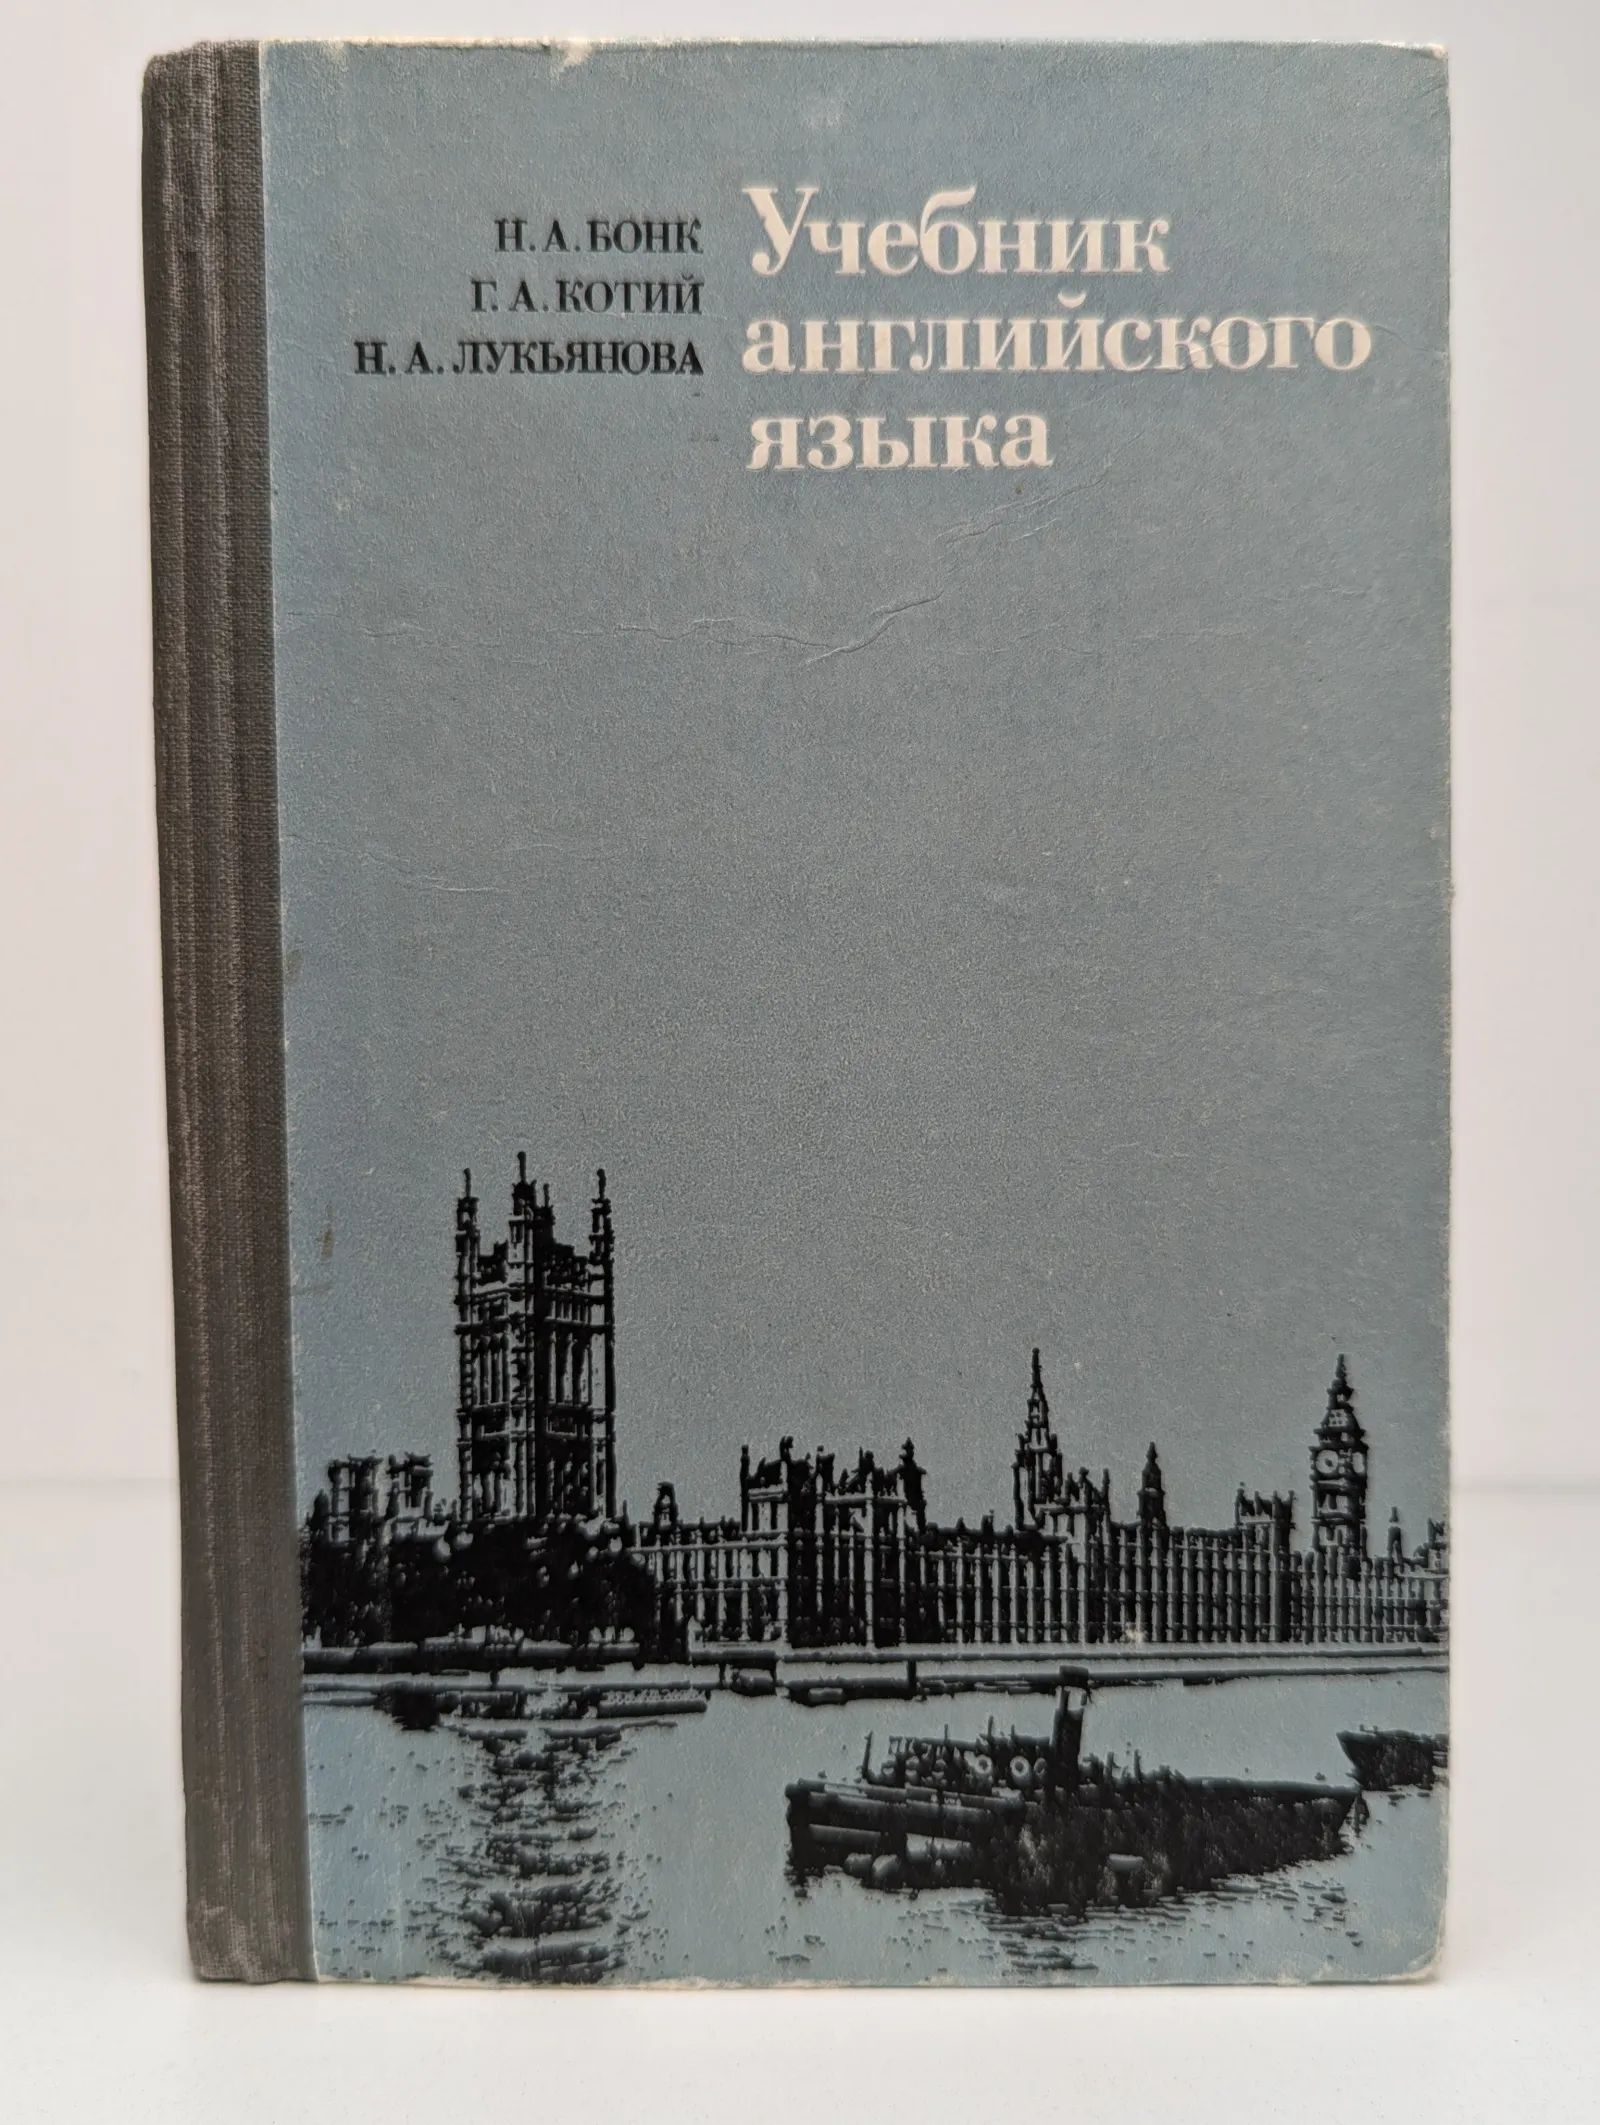 Н. А. БОНК
Г. А. КОТИЙ
Н. А. ЛУКЬЯНОВА
Учебник
английского
языка